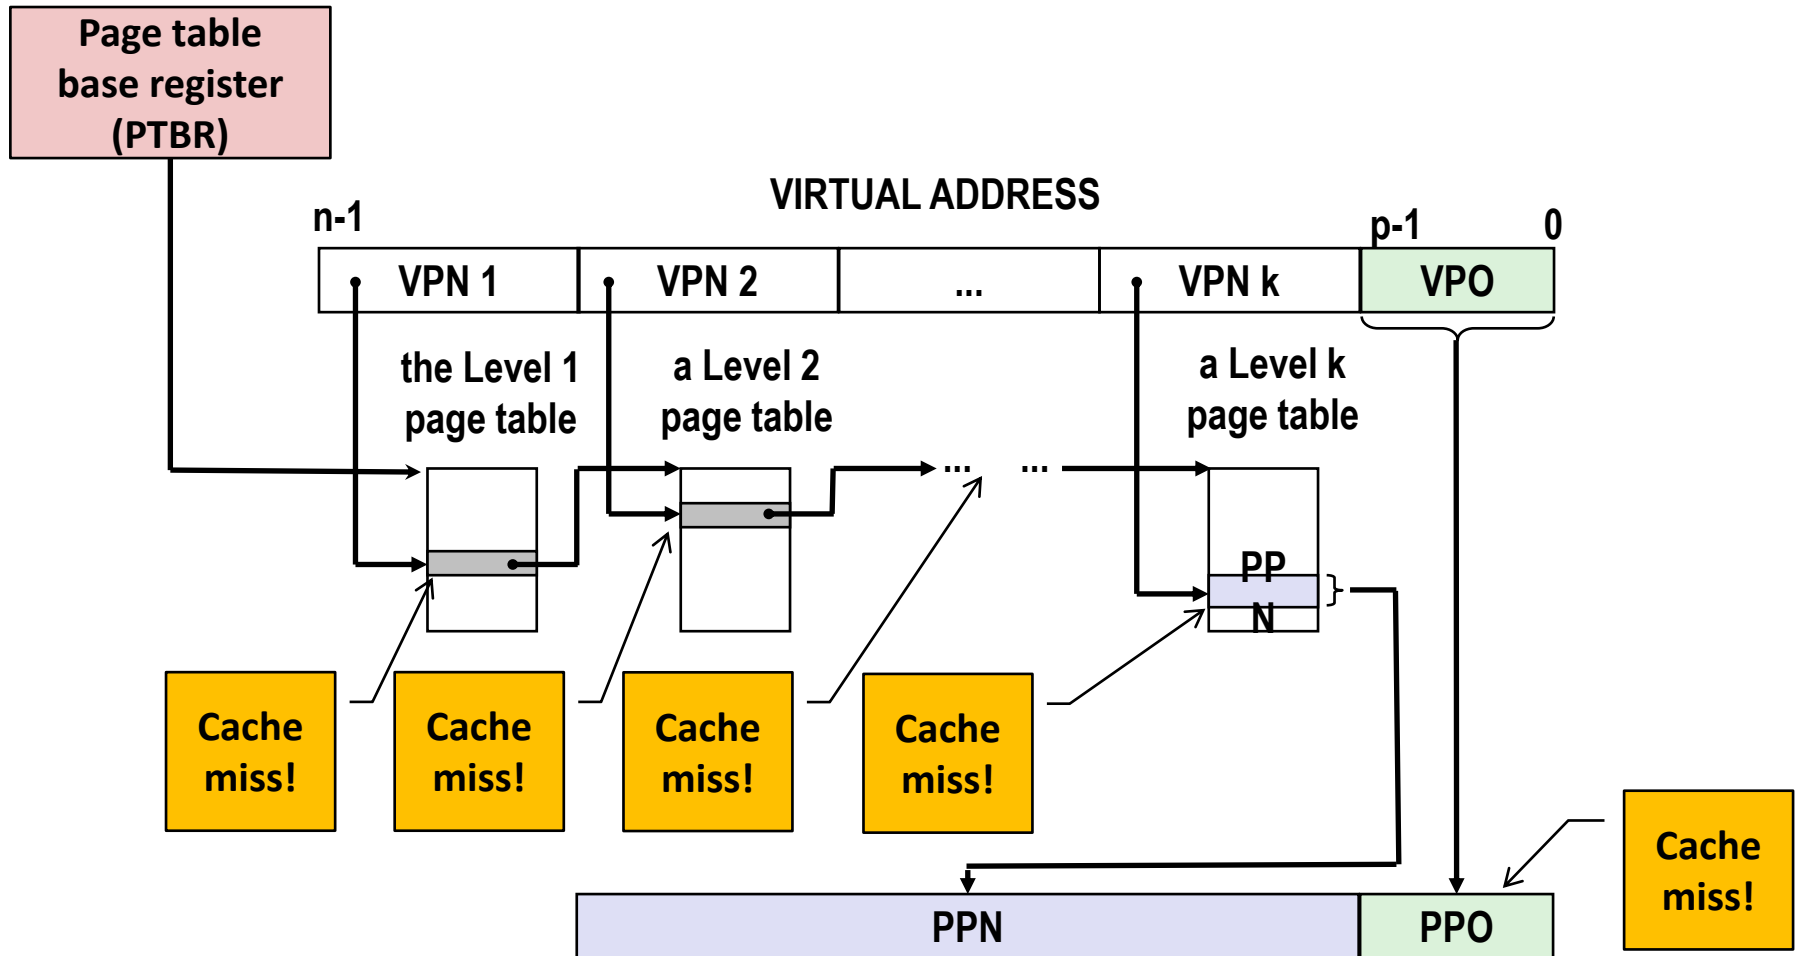 Page table
base register
(PTBR)
VIRTUAL ADDRESS
n-1
p-1
0
VPN 1
VPN 2
...
VPN k
VPO
the Level 1
page table
a Level 2
page table
a Level k
page table
...
...
PP
N
Cache
miss!
Cache
miss!
Cache
miss!
Cache
miss!
Cache
miss!
PPN
PPO